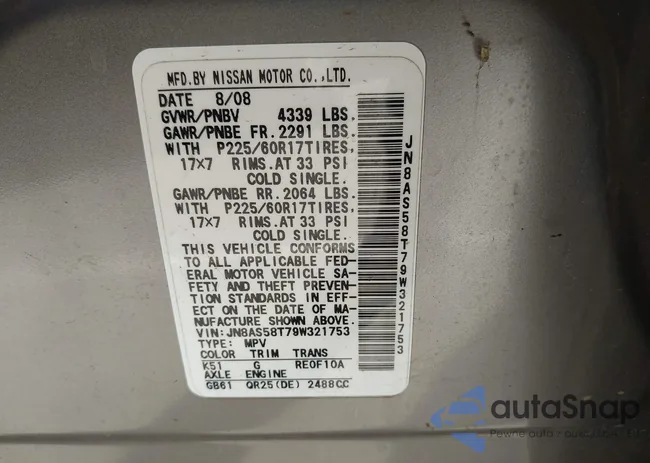 MFD.BY NISSAN MOTOR CO.,LTD.
DATE 8/08
GVWR/PNBV 4339 LBS.
GAWR/PNBE FR.2291 LBS.
WITH P225/60R17TIRES,
17x7 RIMS.AT 33 PSI
COLD SINGLE.
GAWR/PNBE RR.2064 LBS.
WITH P225/60R17TIRES,
17x7 RIMS.AT 33 PSI
COLD SINGLE.
THIS VEHICLE CONFORMS
TO ALL APPLICABLE FED-
ERAL MOTOR VEHICLE SA-
FETY AND THEFT PREVEN-
TION STANDARDS IN EFF-
ECT ON THE DATE OF MA-
NUFACTURE SHOWN ABOVE.
VIN:JN8AS58T79W321753
TYPE: MPV
COLOR TRIM TRANS
K51 G RE0F10A
AXLE ENGINE
GB61 QR25(DE) 2488CC
JN8AS58T79W321753
autoSnap
Pewne auto -